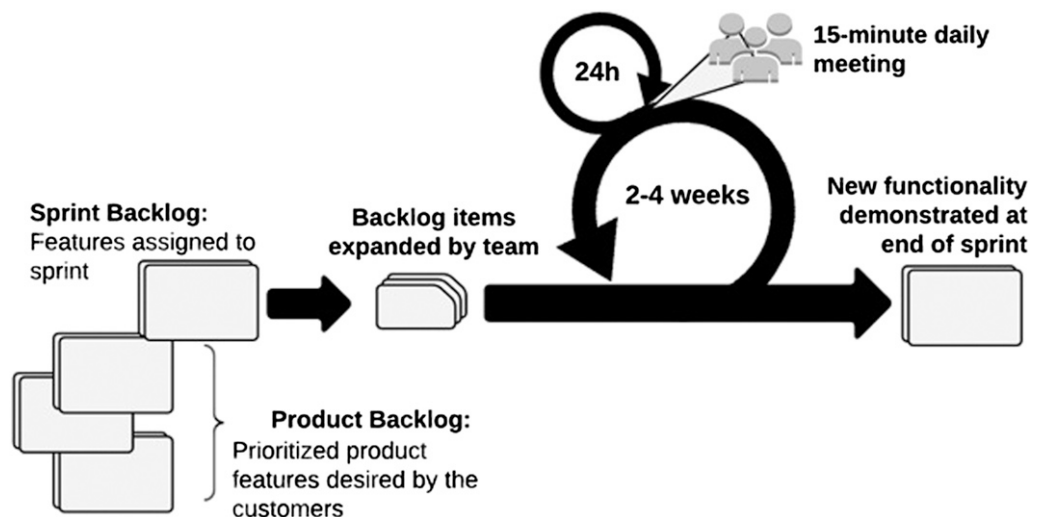 24h
15-minute daily
meeting
2-4 weeks
Sprint Backlog:
Features assigned to
sprint
Backlog items
expanded by team
New functionality
demonstrated at
end of sprint
Product Backlog:
Prioritized product
features desired by the
customers